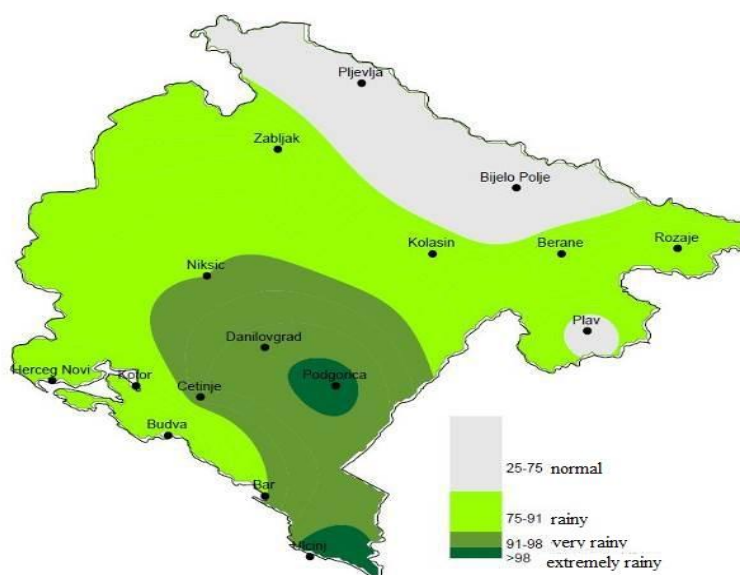 Pljevlja
Zabljak
Bijelo Polje
Kolasin
Berane
Rozaje
Niksic
Plav
Danilovgrad
Herceg Novi
Kotor
Podgorica
Cetinje
Budva
Bar
Ulcinj
25-75 normal
75-91 rainy
91-98 very rainy
>98 extremely rainy